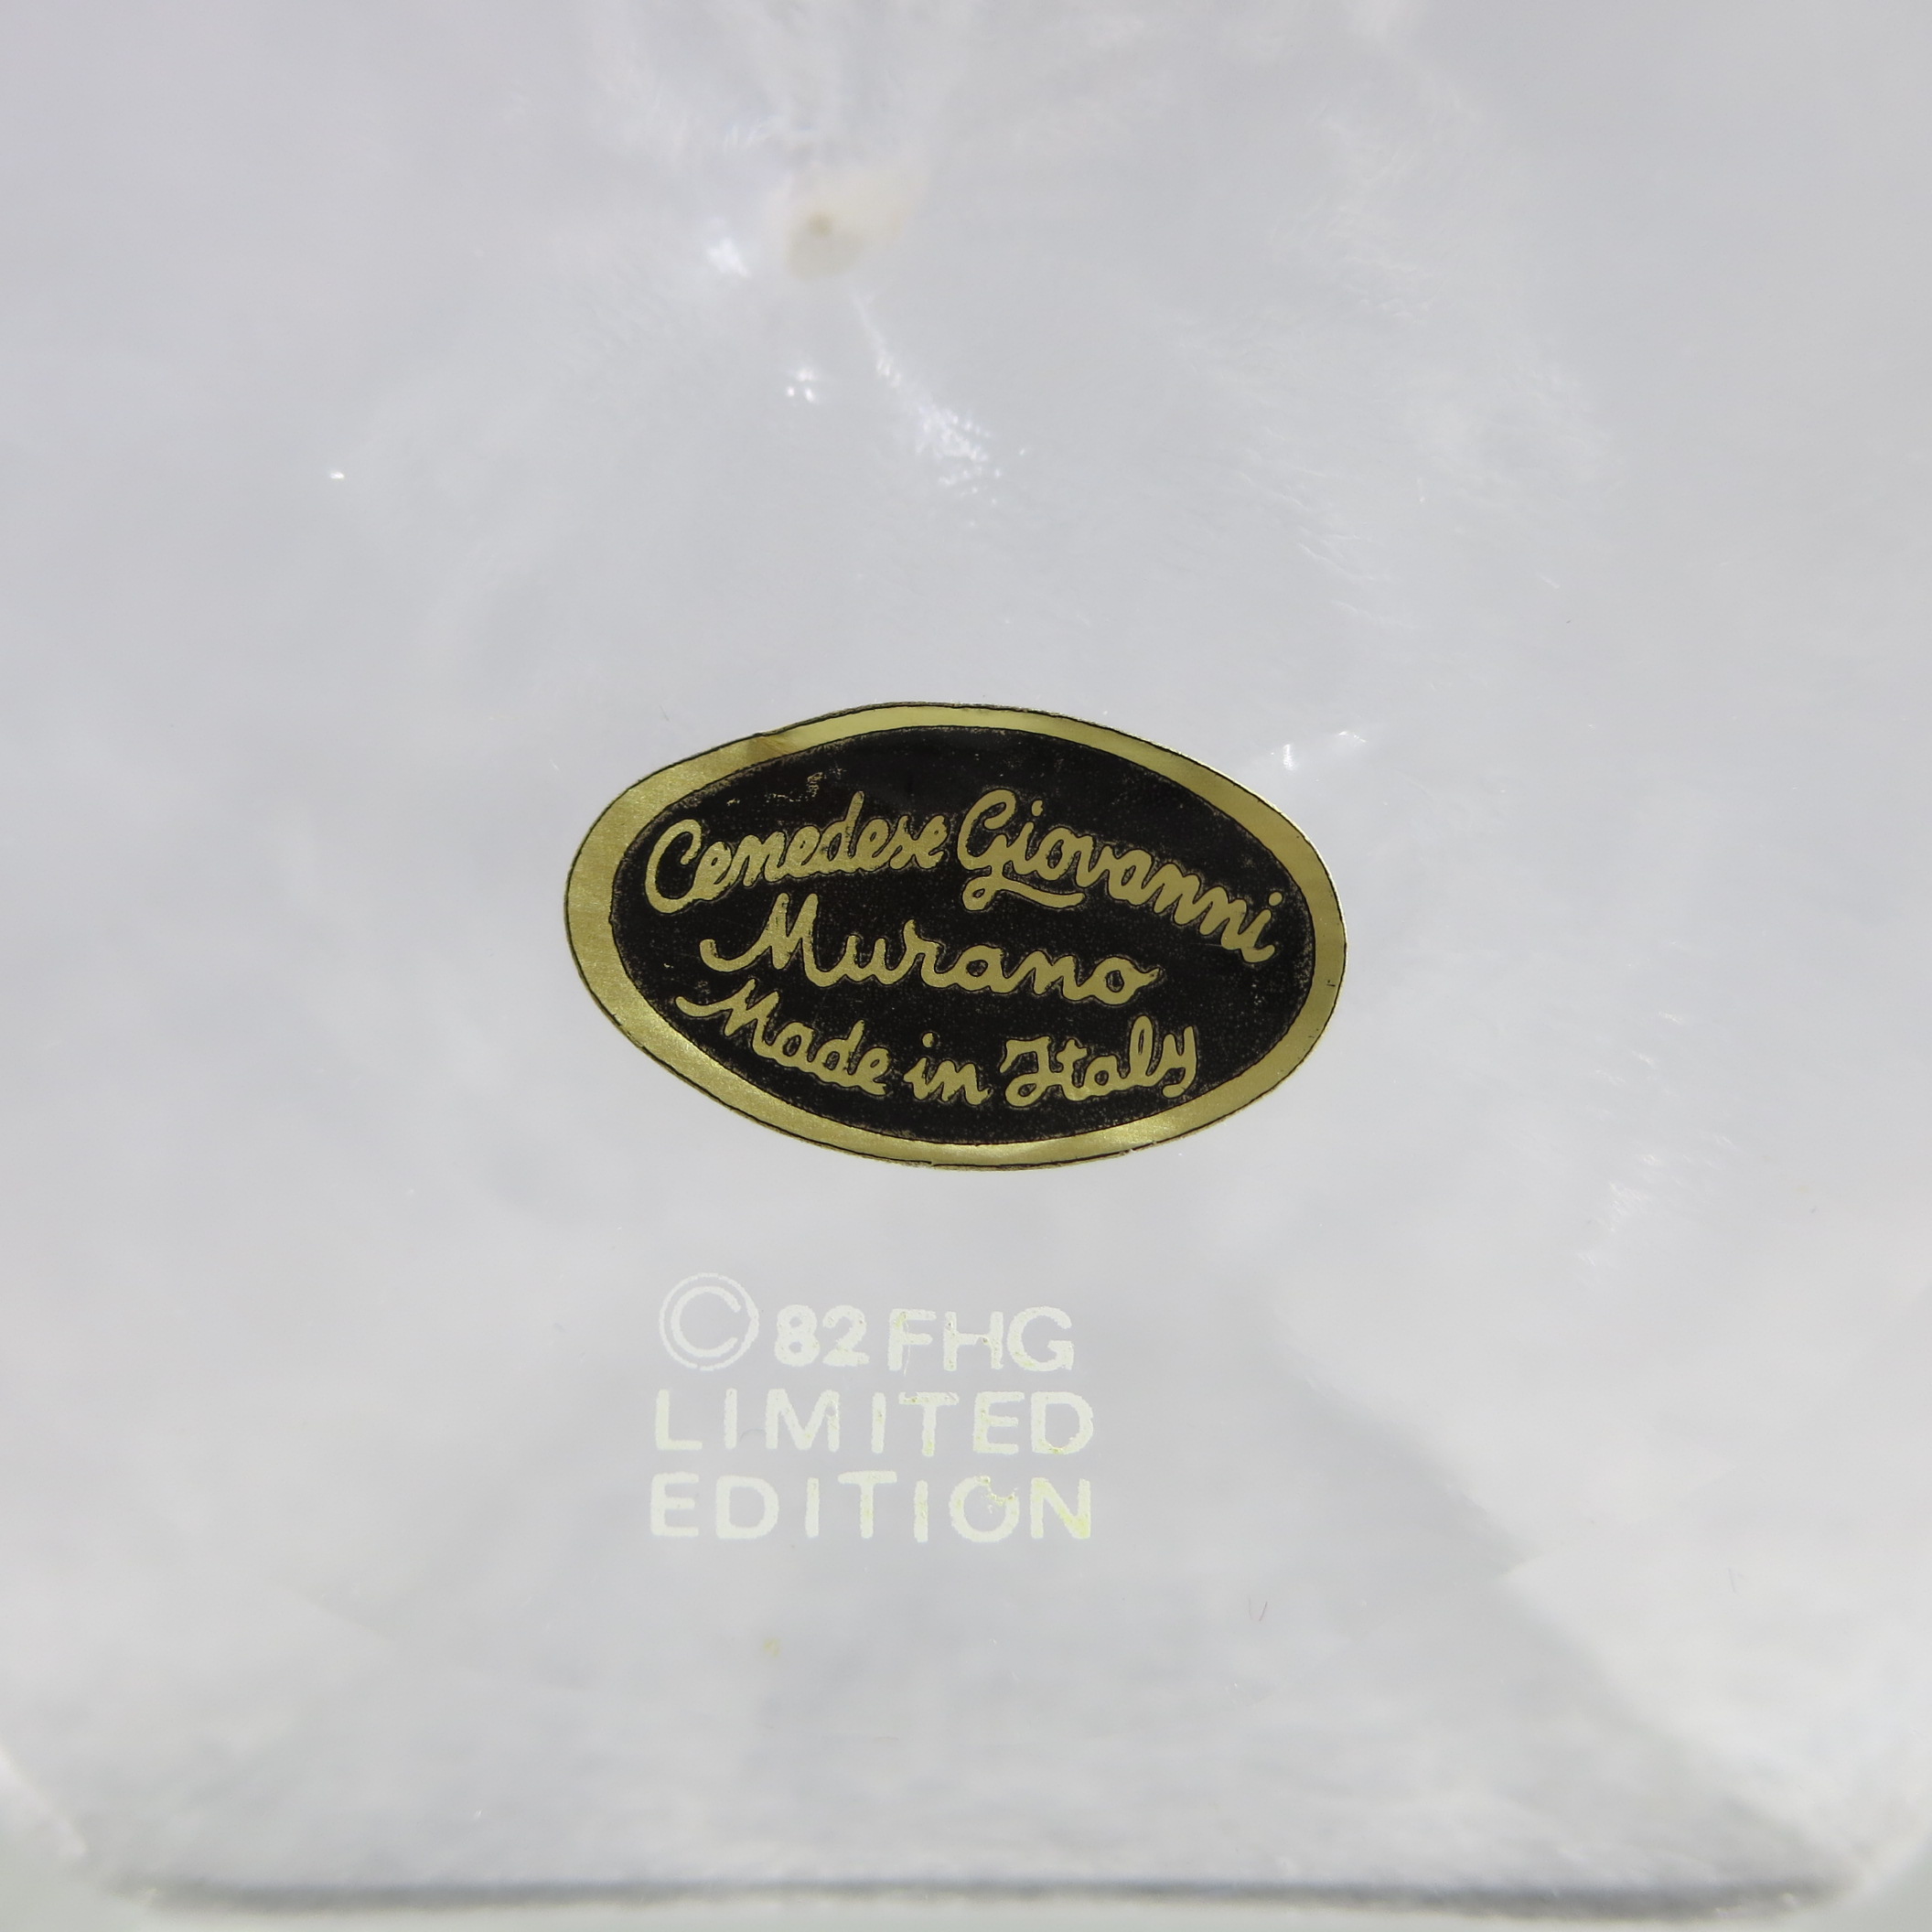 Cenedese Giovanni
Murano
Made in Italy
© 82 FHG
LIMITED
EDITION